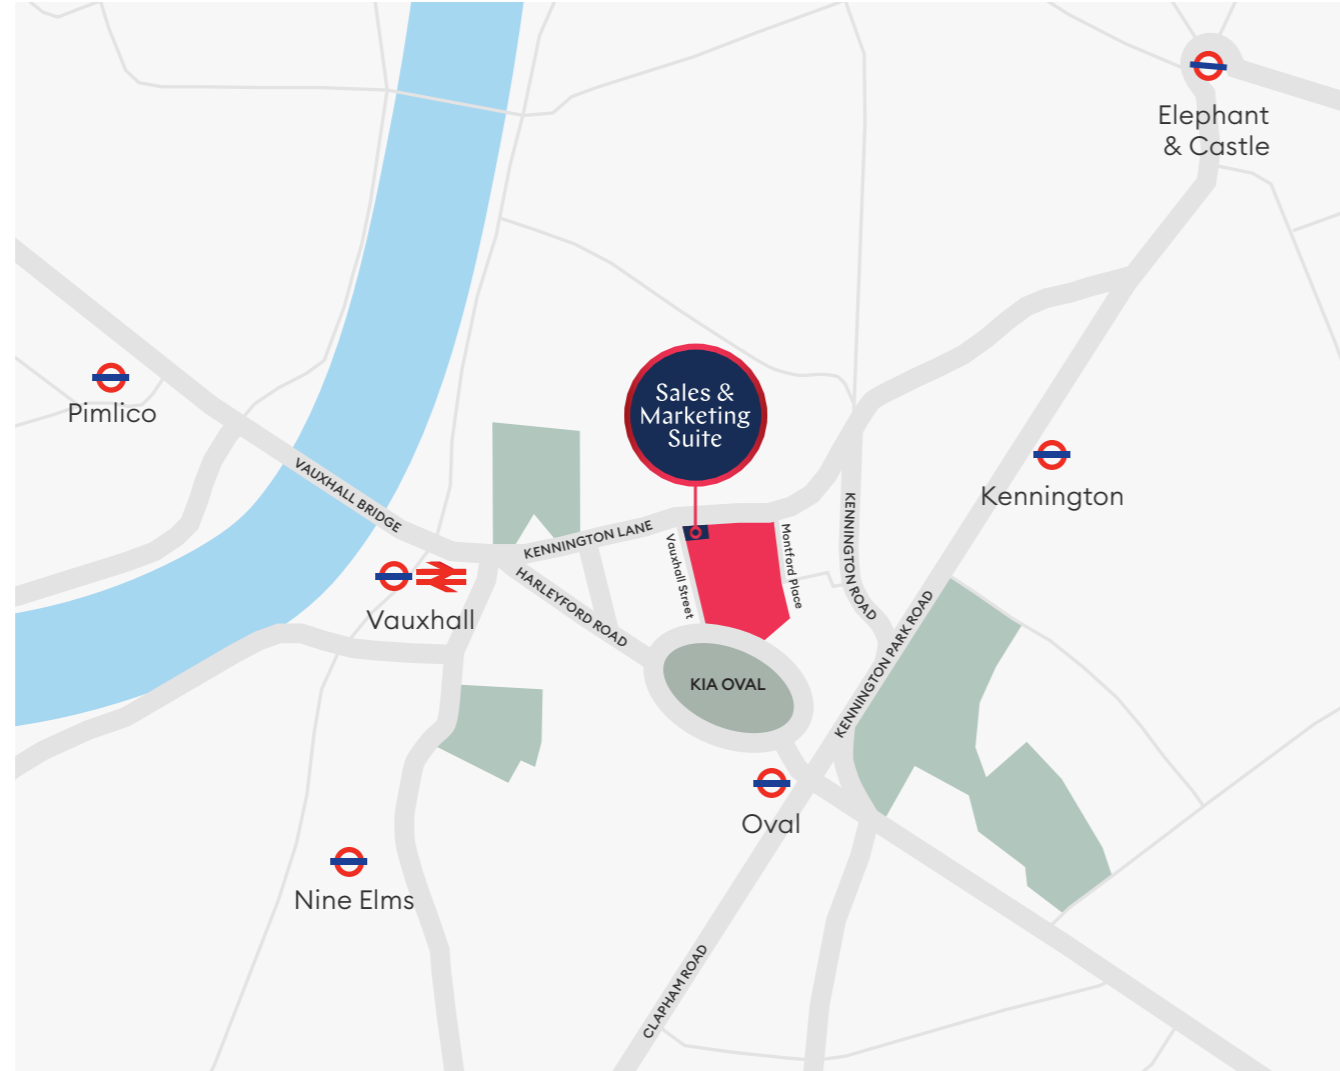 Elephant
& Castle
Sales &
Marketing
Suite
Pimlico
VAUXHALL BRIDGE
Kennington
KENNINGTON LANE
KENNINGTON ROAD
Vauxhall Street
Montford Place
HARLEYFORD ROAD
Vauxhall
KENNINGTON PARK ROAD
KIA OVAL
Oval
Nine Elms
CLAPHAM ROAD